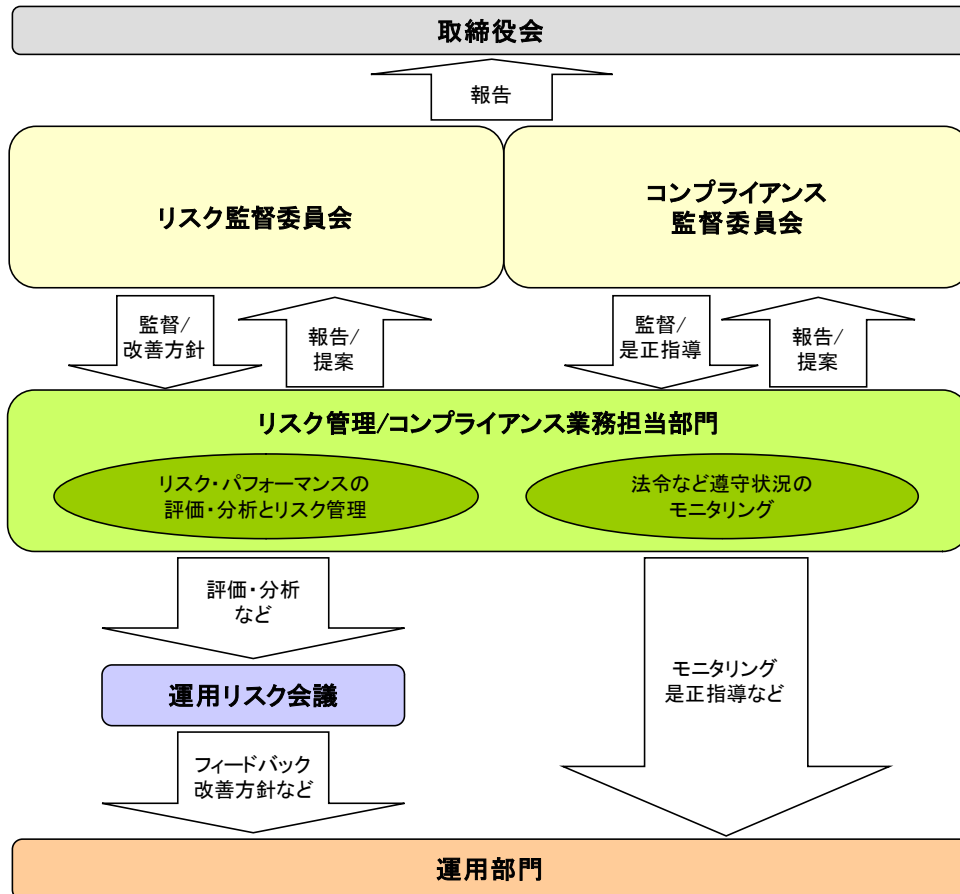 取締役会
報告
リスク監督委員会
コンプライアンス
監督委員会
監督/
改善方針
報告/
提案
監督/
是正指導
報告/
提案
リスク管理/コンプライアンス業務担当部門
リスク・パフォーマンスの
評価・分析とリスク管理
法令など遵守状況の
モニタリング
評価・分析
など
運用リスク会議
モニタリング
是正指導など
フィードバック
改善方針など
運用部門